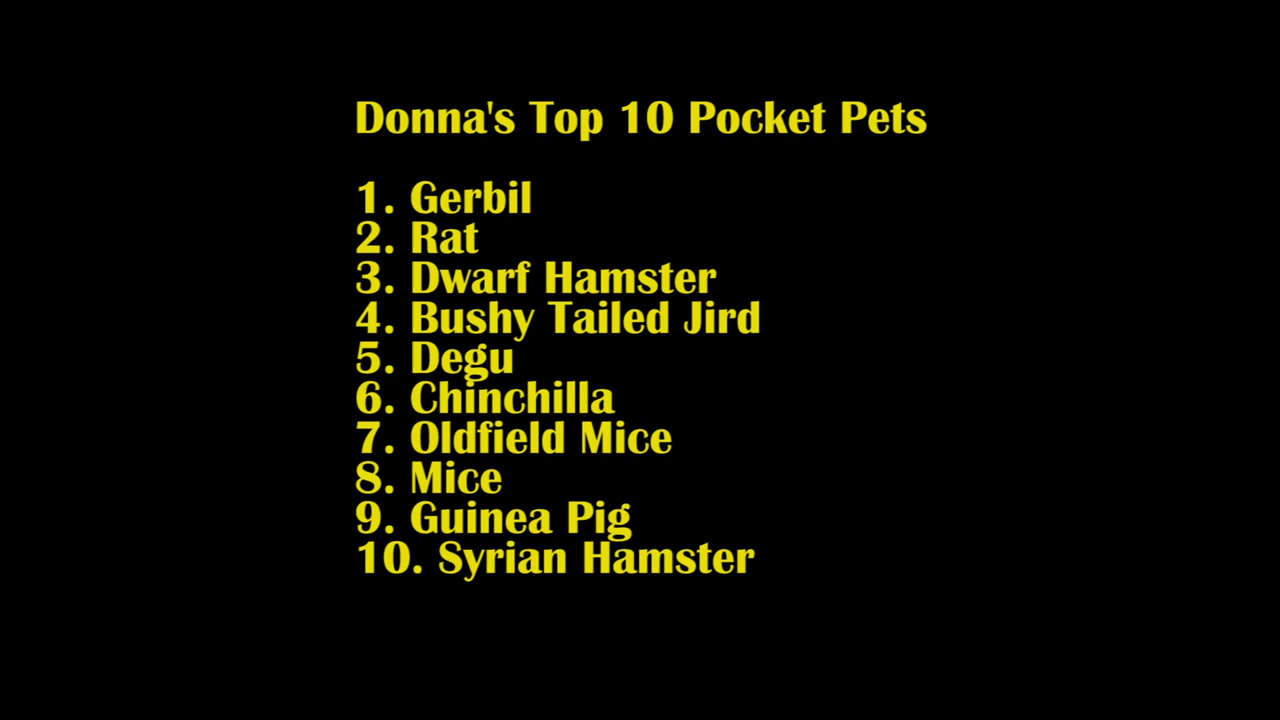 Donna's Top 10 Pocket Pets
1. Gerbil
2. Rat
3. Dwarf Hamster
4. Bushy Tailed Jird
5. Degu
6. Chinchilla
7. Oldfield Mice
8. Mice
9. Guinea Pig
10. Syrian Hamster